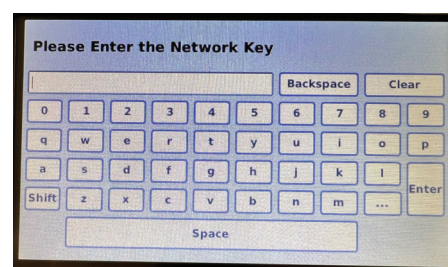 Please Enter the Network Key
Backspace Clear
0 1 2 3 4 5 6 7 8 9
q w e r t y u i o p
a s d f g h j k l Enter
Shift z x c v b n m ...
Space